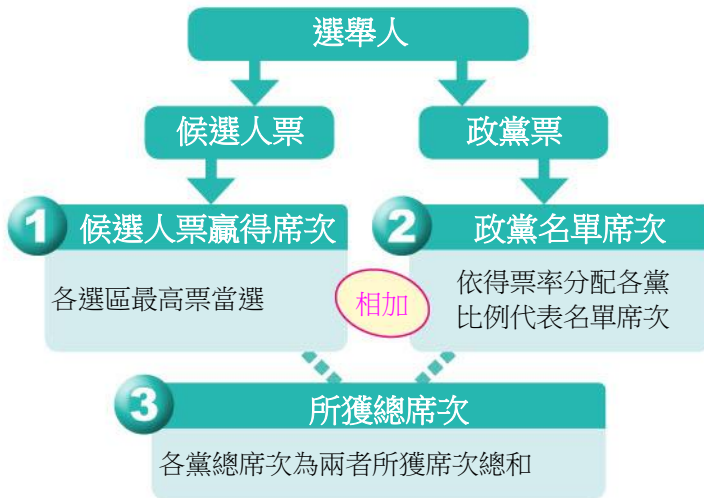 選舉人
候選人票
政黨票
1 候選人票贏得席次
各選區最高票當選
2 政黨名單席次
依得票率分配各黨
比例代表名單席次
相加
3 所獲總席次
各黨總席次為兩者所獲席次總和